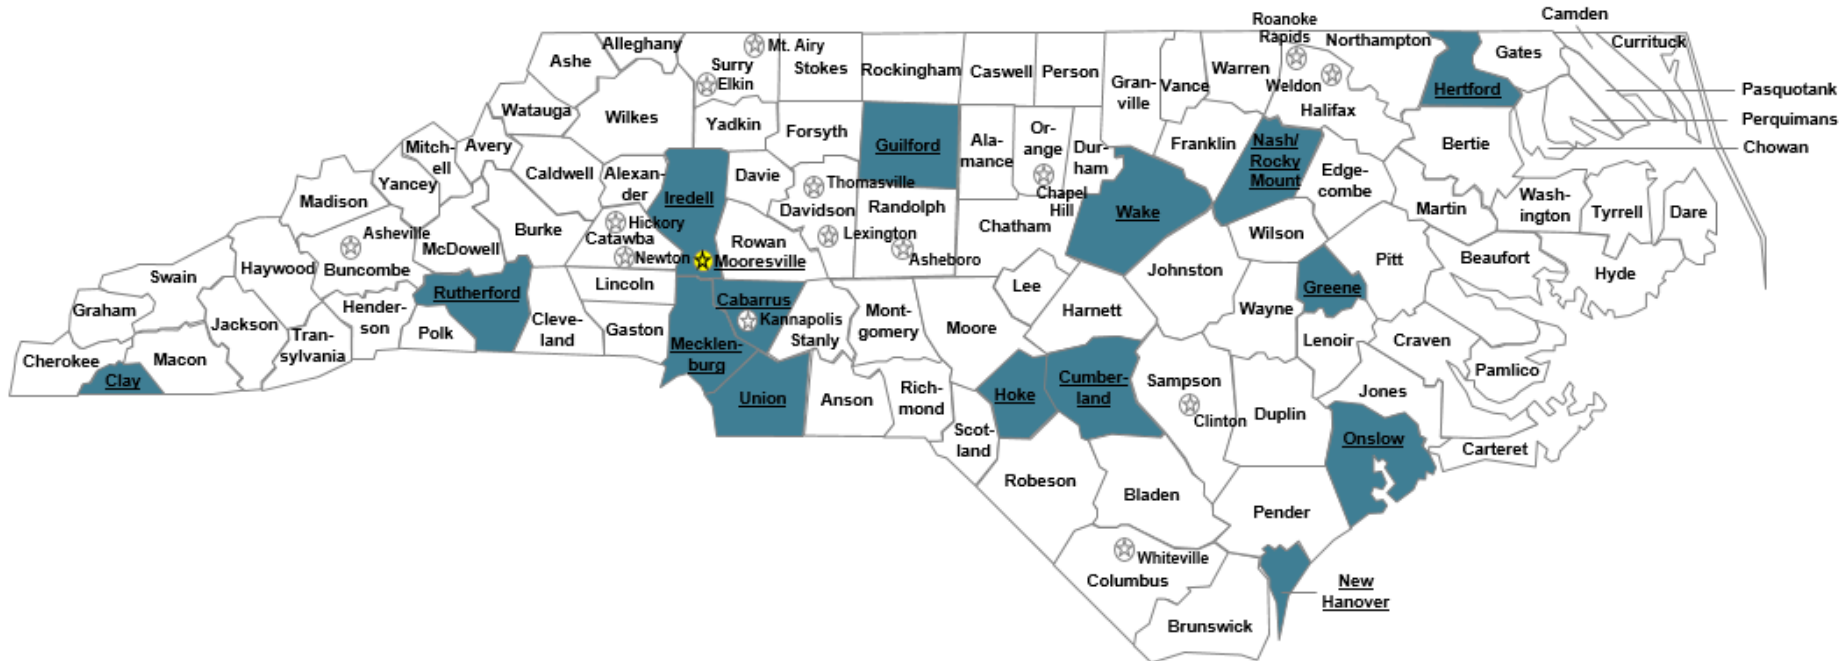 Camden
Roanoke
Rapids
Northampton
Currituck
Alleghany
Mt. Airy
Ashe
Surry
Elkin
Stokes
Rockingham
Caswell
Person
Gran-
ville
Vance
Warren
Weldon
Halifax
Gates
Hertford
Pasquotank
Perquimans
Chowan
Watauga
Wilkes
Yadkin
Forsyth
Guilford
Ala-
mance
Or-
ange
Dur-
ham
Franklin
Nash/
Rocky
Mount
Bertie
Mitch-
ell
Avery
Caldwell
Alexan-
der
Iredell
Davie
Thomasville
Davidson
Randolph
Chapel
Hill
Wake
Edge-
combe
Martin
Wash-
ington
Tyrrell
Dare
Madison
Yancey
McDowell
Burke
Hickory
Catawba
Newton
Rowan
Mooresville
Lexington
Asheboro
Chatham
Wilson
Pitt
Beaufort
Hyde
Asheville
Buncombe
Haywood
Swain
Graham
Jackson
Hender-
son
Tran-
sylvania
Rutherford
Polk
Cleve-
land
Lincoln
Gaston
Cabarrus
Kannapolis
Stanly
Mont-
gomery
Moore
Lee
Harnett
Johnston
Wayne
Greene
Lenoir
Craven
Pamlico
Cherokee
Clay
Macon
Mecklen-
burg
Union
Anson
Rich-
mond
Scot-
land
Hoke
Cumber-
land
Sampson
Clinton
Duplin
Jones
Onslow
Carteret
Robeson
Bladen
Pender
Whiteville
Columbus
Brunswick
New
Hanover